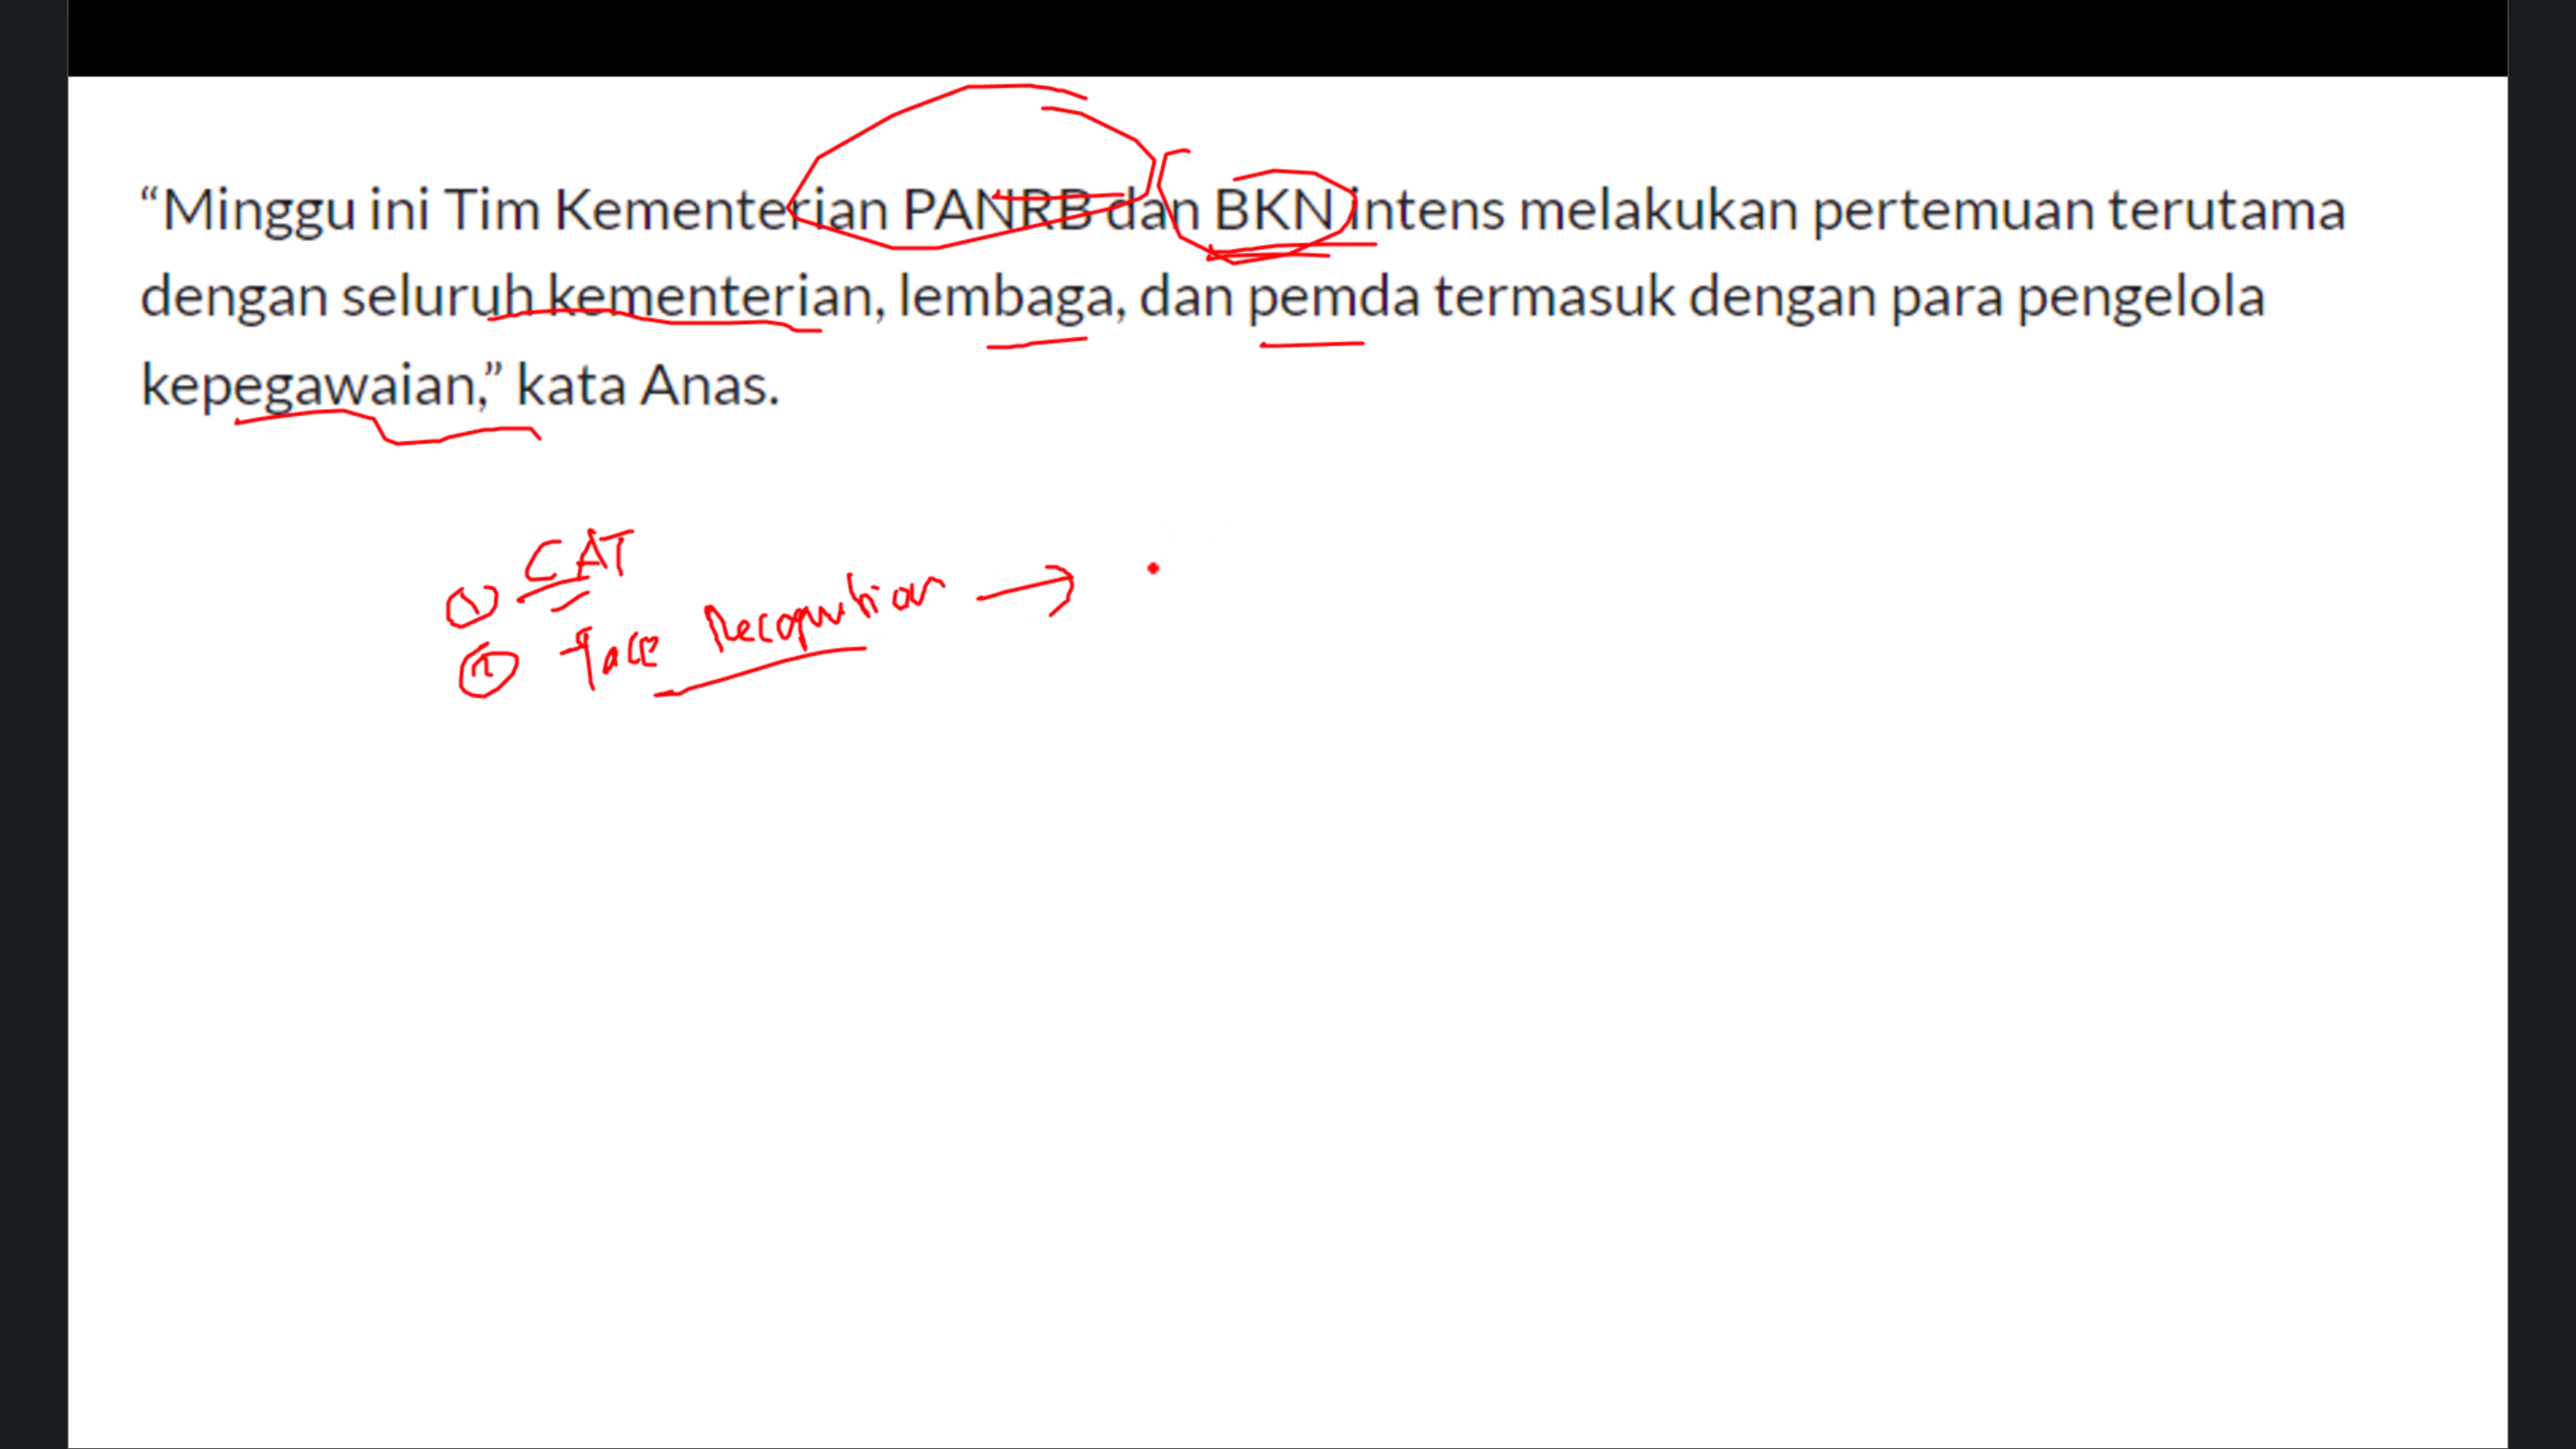 “Minggu ini Tim Kementerian PANRB dan BKN intens melakukan pertemuan terutama
dengan seluruh kementerian, lembaga, dan pemda termasuk dengan para pengelola
kepegawaian,” kata Anas.
① CAT
② Face Recognition →